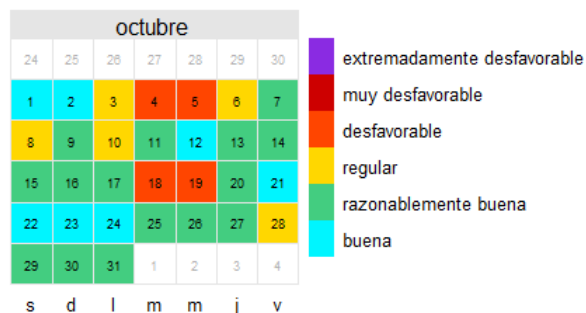 octubre
24 25 26 27 28 29 30
1 2 3 4 5 6 7
8 9 10 11 12 13 14
15 16 17 18 19 20 21
22 23 24 25 26 27 28
29 30 31 1 2 3 4
s d l m m j v
extremadamente desfavorable
muy desfavorable
desfavorable
regular
razonablemente buena
buena